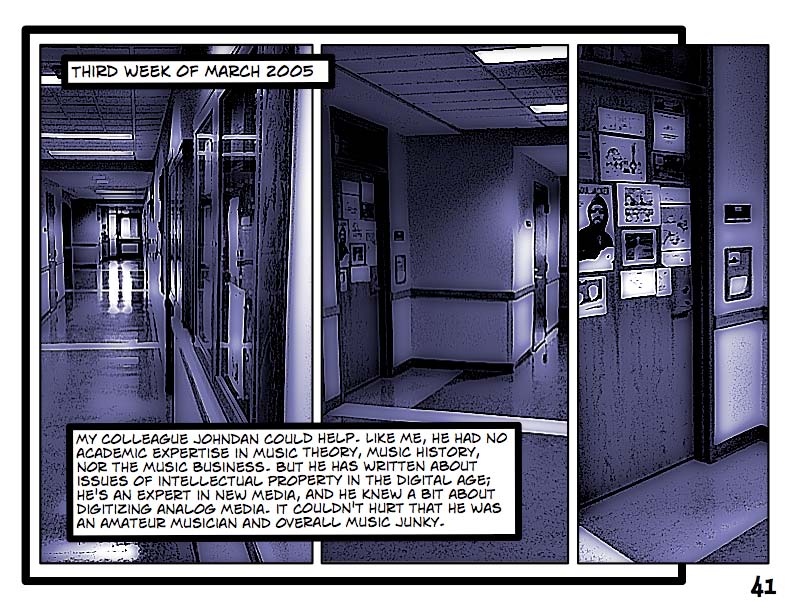 THIRD WEEK OF MARCH 2005
MY COLLEAGUE JOHNDAN COULD HELP. LIKE ME, HE HAD NO
ACADEMIC EXPERTISE IN MUSIC THEORY, MUSIC HISTORY,
NOR THE MUSIC BUSINESS. BUT HE HAS WRITTEN ABOUT
ISSUES OF INTELLECTUAL PROPERTY IN THE DIGITAL AGE;
HE'S AN EXPERT IN NEW MEDIA, AND HE KNEW A BIT ABOUT
DIGITIZING ANALOG MEDIA. IT COULDN'T HURT THAT HE WAS
AN AMATEUR MUSICIAN AND OVERALL MUSIC JUNKY.
41